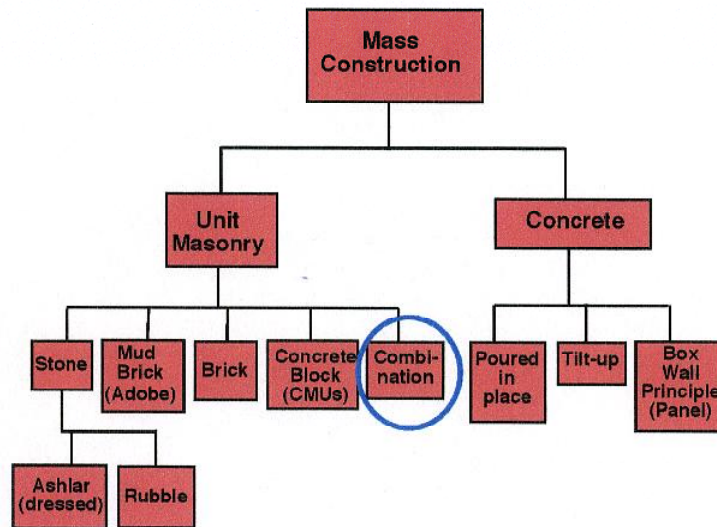 Mass
Construction
Unit
Masonry
Concrete
Stone
Mud
Brick
(Adobe)
Brick
Concrete
Block
(CMUs)
Combi-
nation
Poured
in
place
Tilt-up
Box
Wall
Principle
(Panel)
Ashlar
(dressed)
Rubble